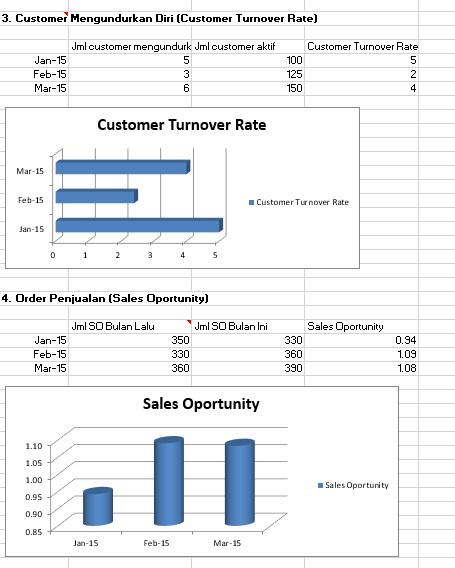 3. Customer Mengundurkan Diri (Customer Turnover Rate)
Jml customer mengundurk Jml customer aktif Customer Turnover Rate
Jan-15 5 100 5
Feb-15 3 125 2
Mar-15 6 150 4
Customer Turnover Rate
Mar-15
Feb-15
Jan-15
Customer Turnover Rate
0 1 2 3 4 5
4. Order Penjualan (Sales Oportunity)
Jml SO Bulan Lalu Jml SO Bulan Ini Sales Oportunity
Jan-15 350 330 0.94
Feb-15 330 360 1.09
Mar-15 360 390 1.08
Sales Oportunity
1.10
1.05
1.00
0.95
0.90
0.85
Sales Oportunity
Jan-15 Feb-15 Mar-15